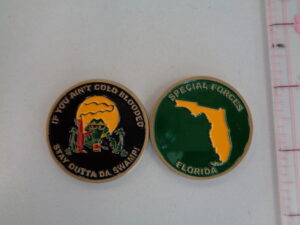 IF YOU AIN'T COLD BLOODED
STAY OUTTA DA SWAMP!
SPECIAL FORCES
FLORIDA